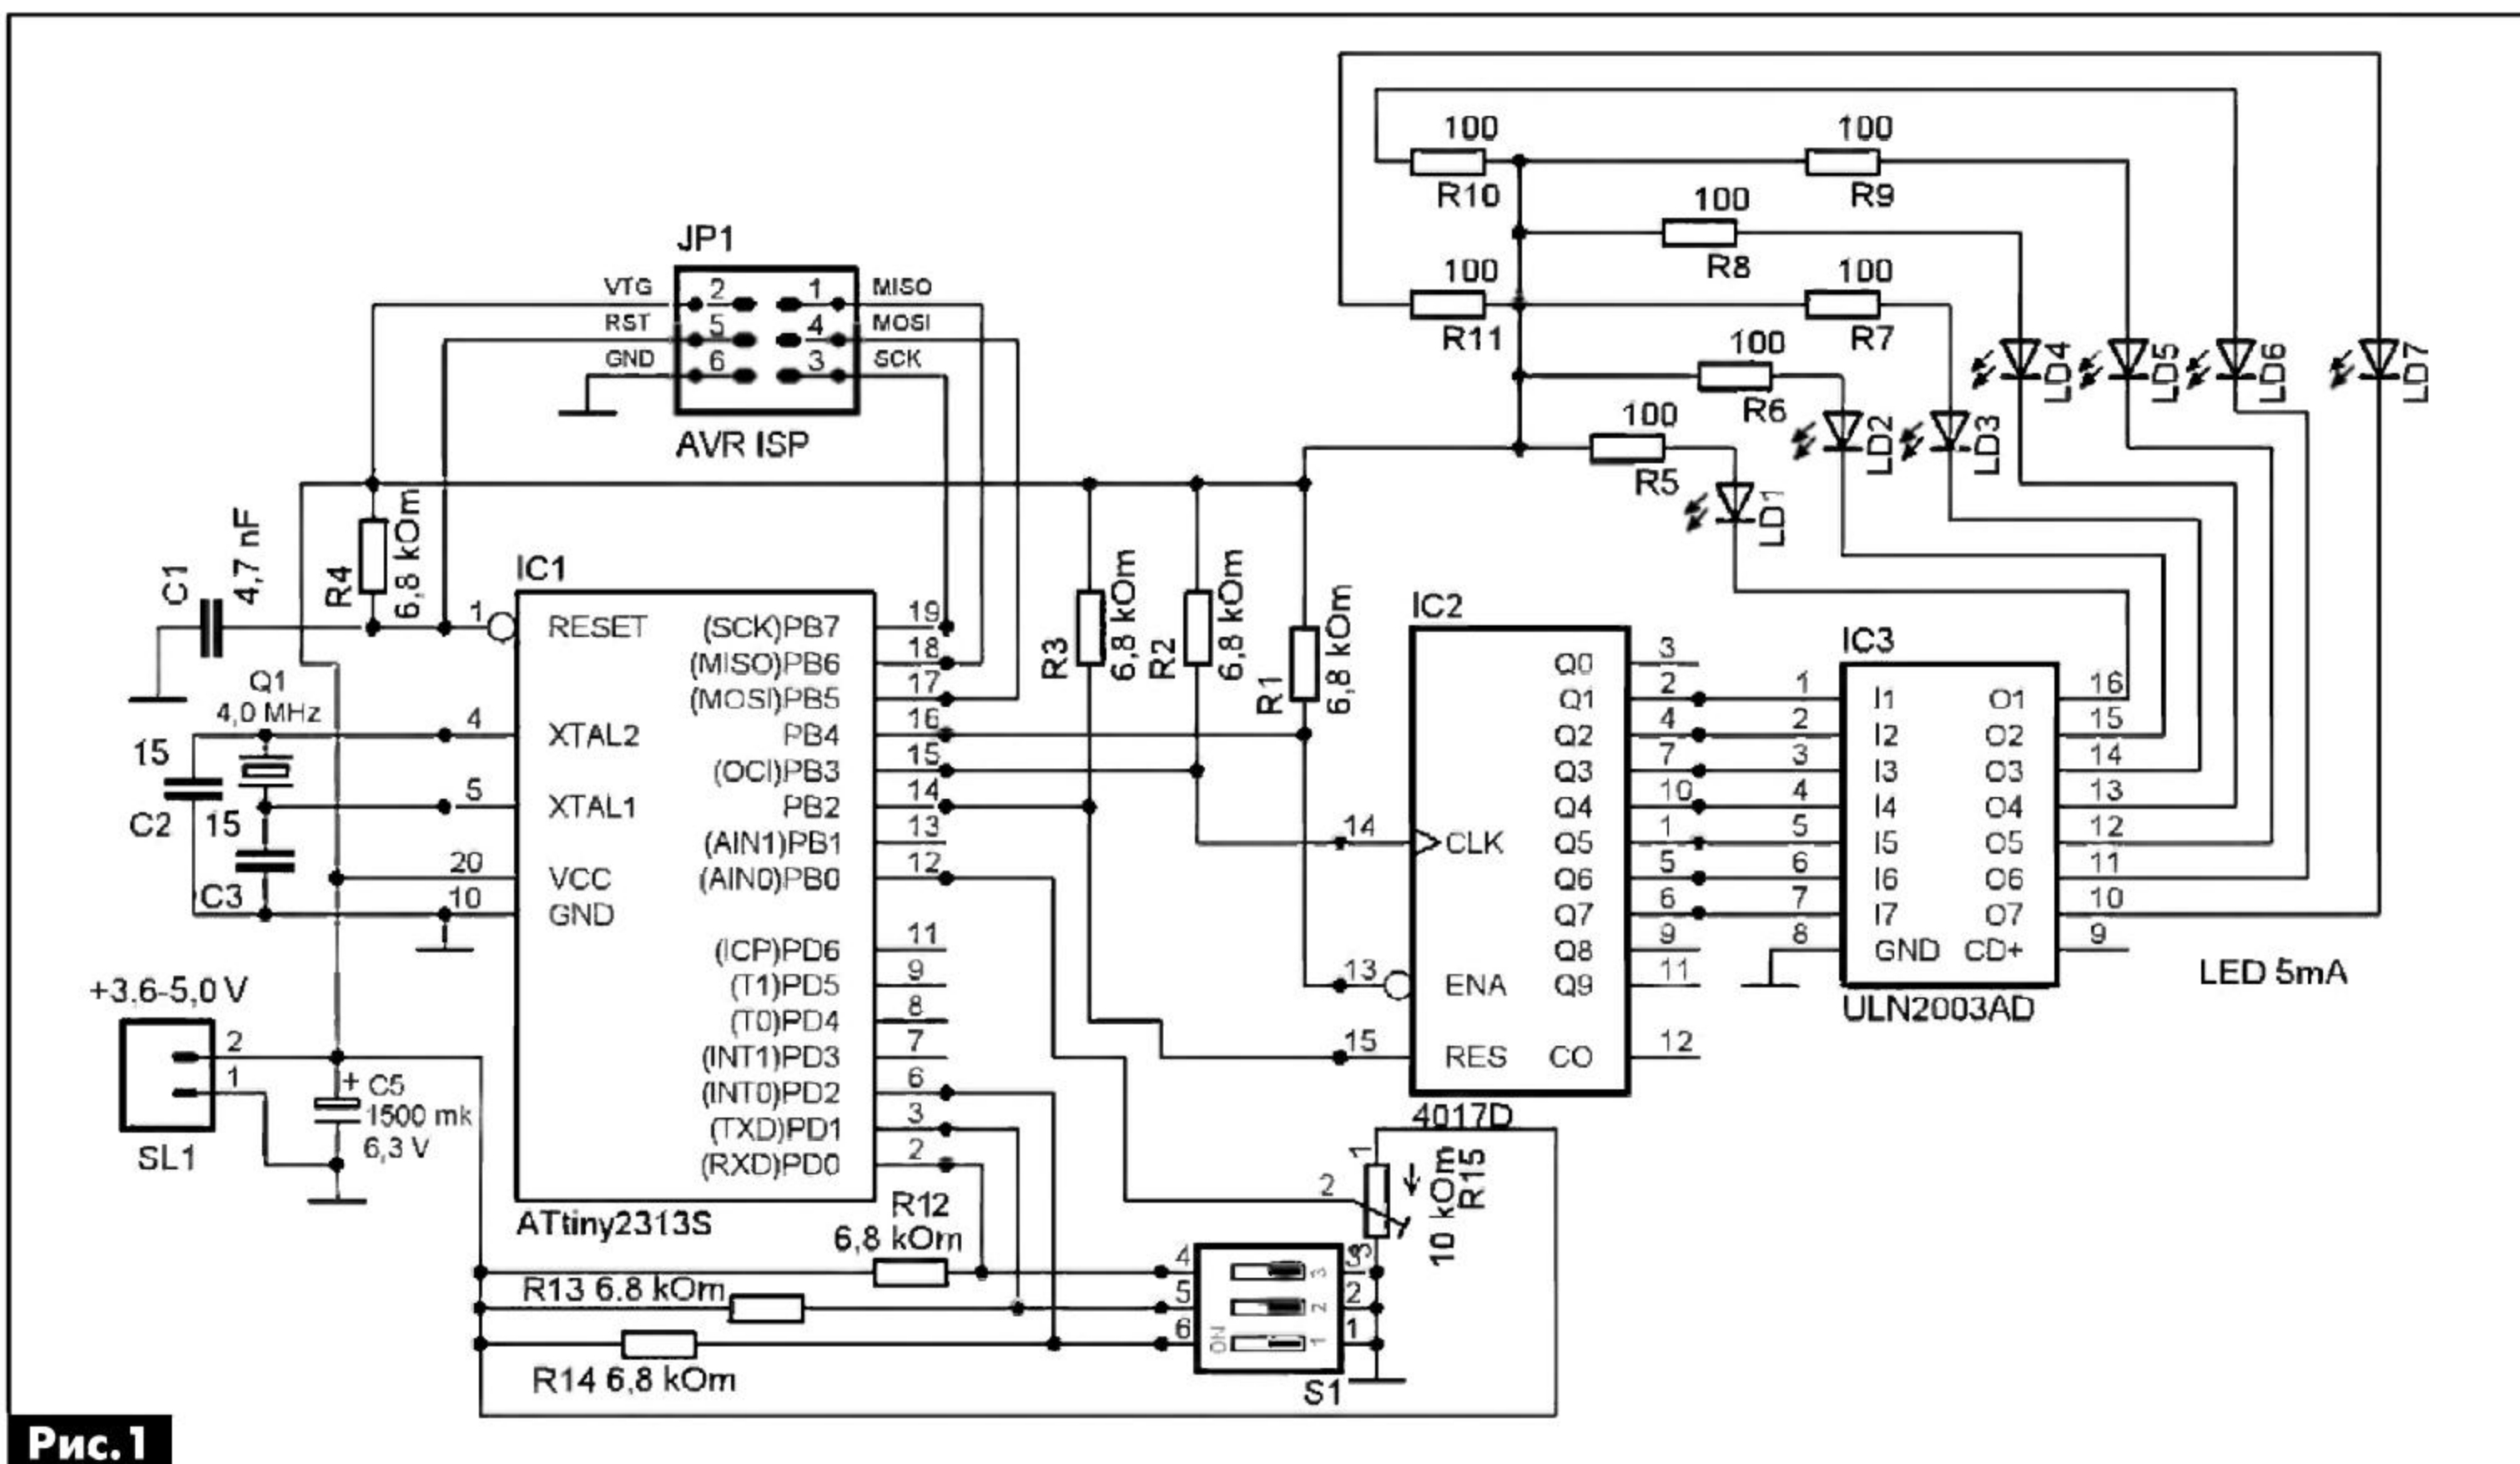 100
R10
100
R9
100
R8
100
R11
100
R7
100
R6
100
R5
LD1
LD2
LD3
LD4
LD5
LD6
LD7
JP1
VTG 2 1 MISO
RST 5 4 MOSI
GND 6 3 SCK
AVR ISP
C1
4,7 nF
R4
6,8 kOm
IC1
1 RESET
Q1
4,0 MHz
4 XTAL2
15
C2
5 XTAL1
15
C3
20 VCC
10 GND
(SCK)PB7 19
(MISO)PB6 18
(MOSI)PB5 17
PB4 16
(OCI)PB3 15
PB2 14
(AIN1)PB1 13
(AIN0)PB0 12
(ICP)PD6 11
(T1)PD5 9
(T0)PD4 8
(INT1)PD3 7
(INT0)PD2 6
(TXD)PD1 3
(RXD)PD0 2
ATtiny2313S
R3
6,8 kOm
R2
6,8 kOm
R1
6,8 kOm
IC2
14 CLK
13 ENA
15 RES
Q0 3
Q1 2
Q2 4
Q3 7
Q4 10
Q5 1
Q6 5
Q7 6
Q8 9
Q9 11
CO 12
4017D
IC3
1 I1 O1 16
2 I2 O2 15
3 I3 O3 14
4 I4 O4 13
5 I5 O5 12
6 I6 O6 11
7 I7 O7 10
8 GND CD+ 9
ULN2003AD
LED 5mA
+3,6-5,0 V
2
1
SL1
+ C5
1500 mk
6,3 V
R12
6,8 kOm
R13 6.8 kOm
R14 6,8 kOm
1
2
3
10 kOm
R15
4 3 3
5 2 2
6 ON 1 1
S1
Рис.1